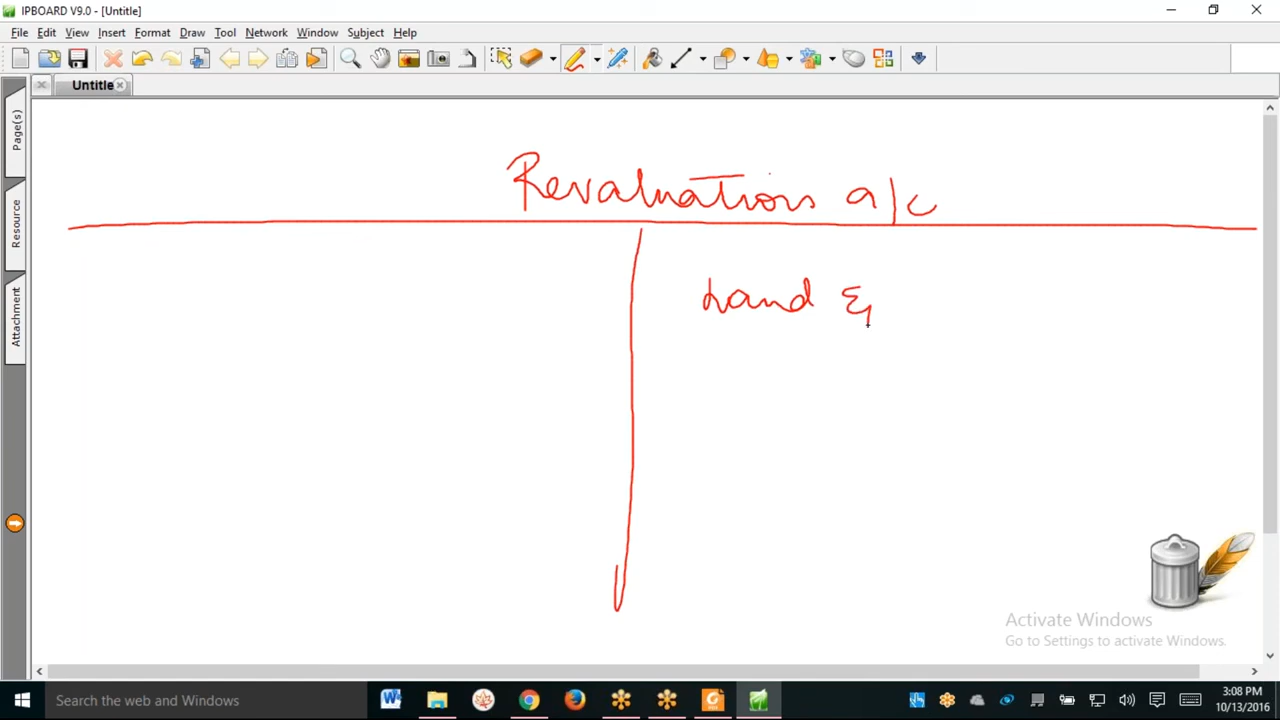 IPBOARD V9.0 - [Untitle]
File Edit View Insert Format Draw Tool Network Window Subject Help
Untitle
Page(s)
Resource
Attachment
Revaluation a/c
Land &
Activate Windows
Go to Settings to activate Windows.
Search the web and Windows
3:08 PM
10/13/2016